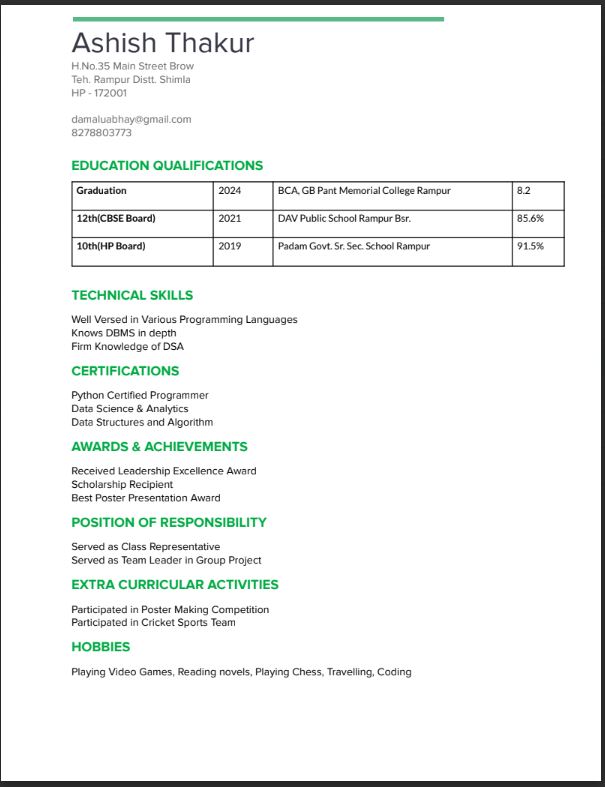 Ashish Thakur
H.No.35 Main Street Brow
Teh. Rampur Distt. Shimla
HP - 172001
damaluabhay@gmail.com
8278803773
EDUCATION QUALIFICATIONS
Graduation 2024 BCA, GB Pant Memorial College Rampur 8.2
12th(CBSE Board) 2021 DAV Public School Rampur Bsr. 85.6%
10th(HP Board) 2019 Padam Govt. Sr. Sec. School Rampur 91.5%
TECHNICAL SKILLS
Well Versed in Various Programming Languages
Knows DBMS in depth
Firm Knowledge of DSA
CERTIFICATIONS
Python Certified Programmer
Data Science & Analytics
Data Structures and Algorithm
AWARDS & ACHIEVEMENTS
Received Leadership Excellence Award
Scholarship Recipient
Best Poster Presentation Award
POSITION OF RESPONSIBILITY
Served as Class Representative
Served as Team Leader in Group Project
EXTRA CURRICULAR ACTIVITIES
Participated in Poster Making Competition
Participated in Cricket Sports Team
HOBBIES
Playing Video Games, Reading novels, Playing Chess, Travelling, Coding